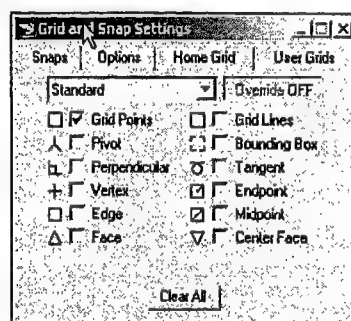 Grid and Snap Settings
Snaps Options Home Grid User Grids
Standard Override OFF
Grid Points Grid Lines
Pivot Bounding Box
Perpendicular Tangent
Vertex Endpoint
Edge Midpoint
Face Center Face
Clear All